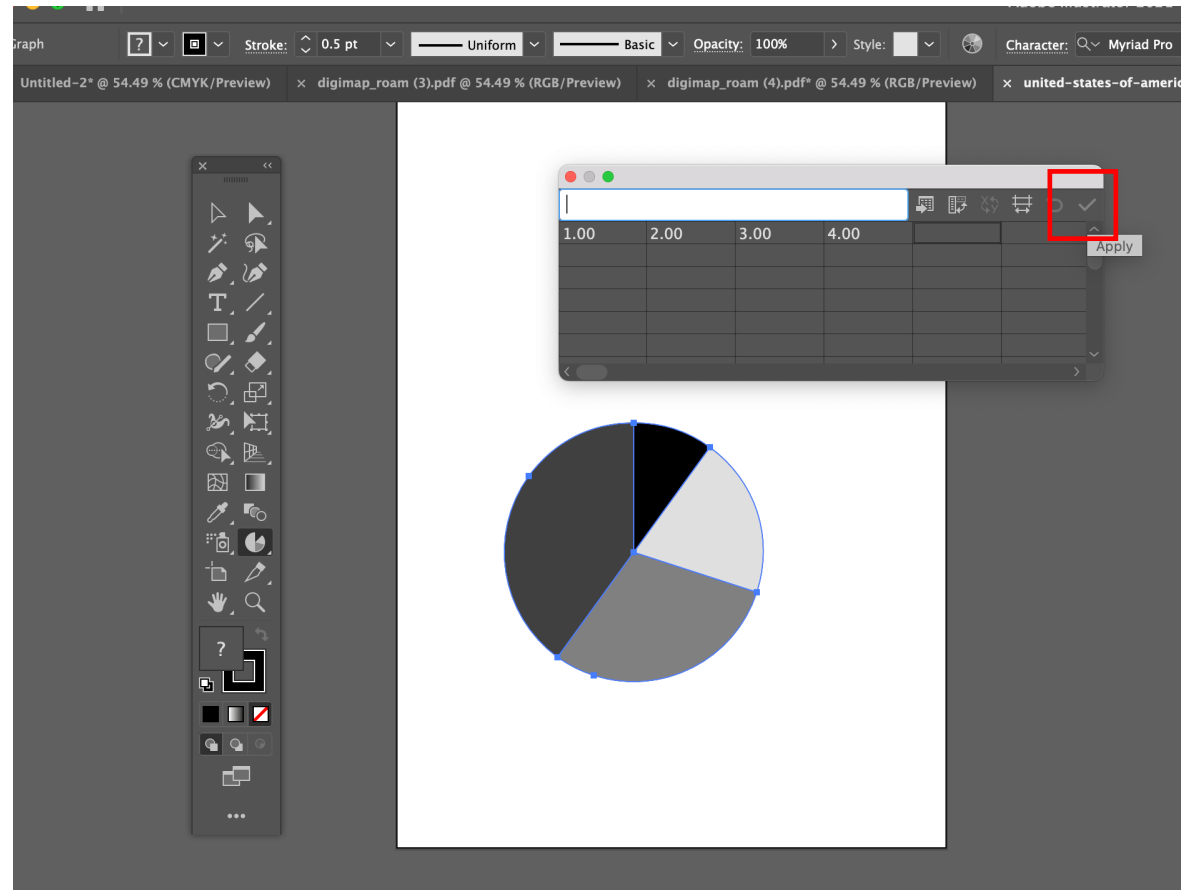 Graph ? Stroke: 0.5 pt Uniform Basic Opacity: 100% Style: Character: Myriad Pro
Untitled-2* @ 54.49 % (CMYK/Preview) × digimap_roam (3).pdf @ 54.49 % (RGB/Preview) × digimap_roam (4).pdf* @ 54.49 % (RGB/Preview) × united-states-of-americ
1.00 2.00 3.00 4.00
Apply
T
?